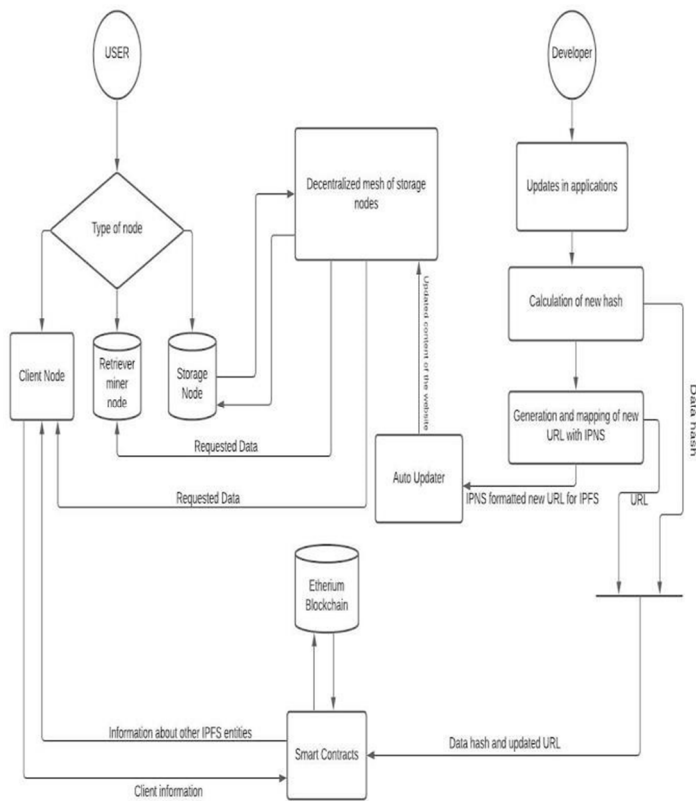 USER
Developer
Decentralized mesh of storage
nodes
Updates in applications
Type of node
Calculation of new hash
Updated content of the website
Client Node
Retriever
miner
node
Storage
Node
Data hash
Generation and mapping of new
URL with IPNS
Requested Data
Auto Updater
Requested Data
IPNS formatted new URL for IPFS
URL
Etherium
Blockchain
Information about other IPFS entities
Smart Contracts
Data hash and updated URL
Client information